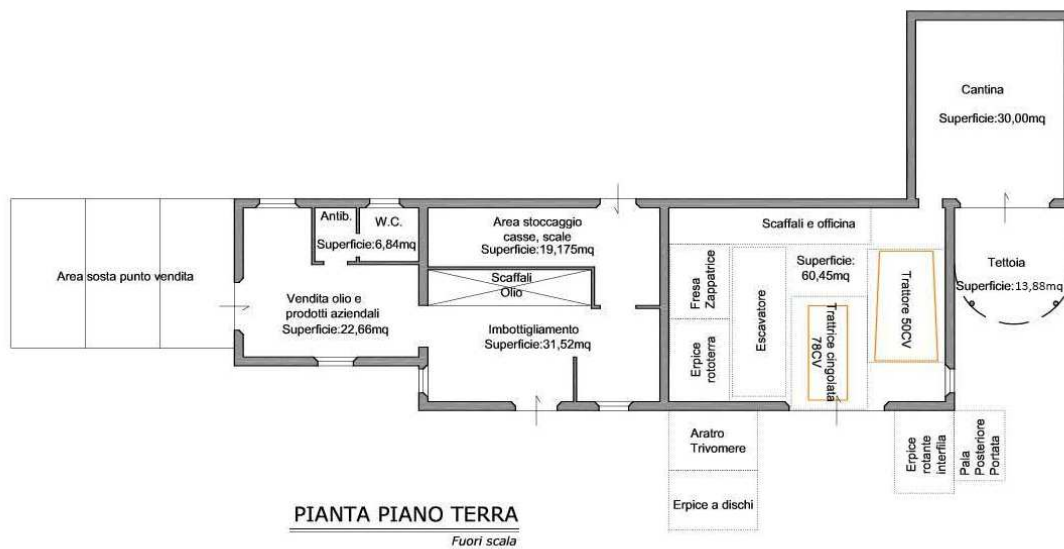 Cantina
Superficie:30,00mq
Antib.
W.C.
Superficie:6,84mq
Area stoccaggio
casse, scale
Superficie:19,175mq
Scaffali e officina
Area sosta punto vendita
Scaffali
Olio
Superficie:
60,45mq
Fresa
Zappatrice
Escavatore
Trattore 50CV
Tettoia
Superficie:13,88mq
Vendita olio e
prodotti aziendali
Superficie:22,66mq
Imbottigliamento
Superficie:31,52mq
Erpice
rototerra
Trattrice cingolata
78CV
Aratro
Trivomere
Erpice
rotante
interfila
Pala
Posteriore
Portata
Erpice a dischi
PIANTA PIANO TERRA
Fuori scala